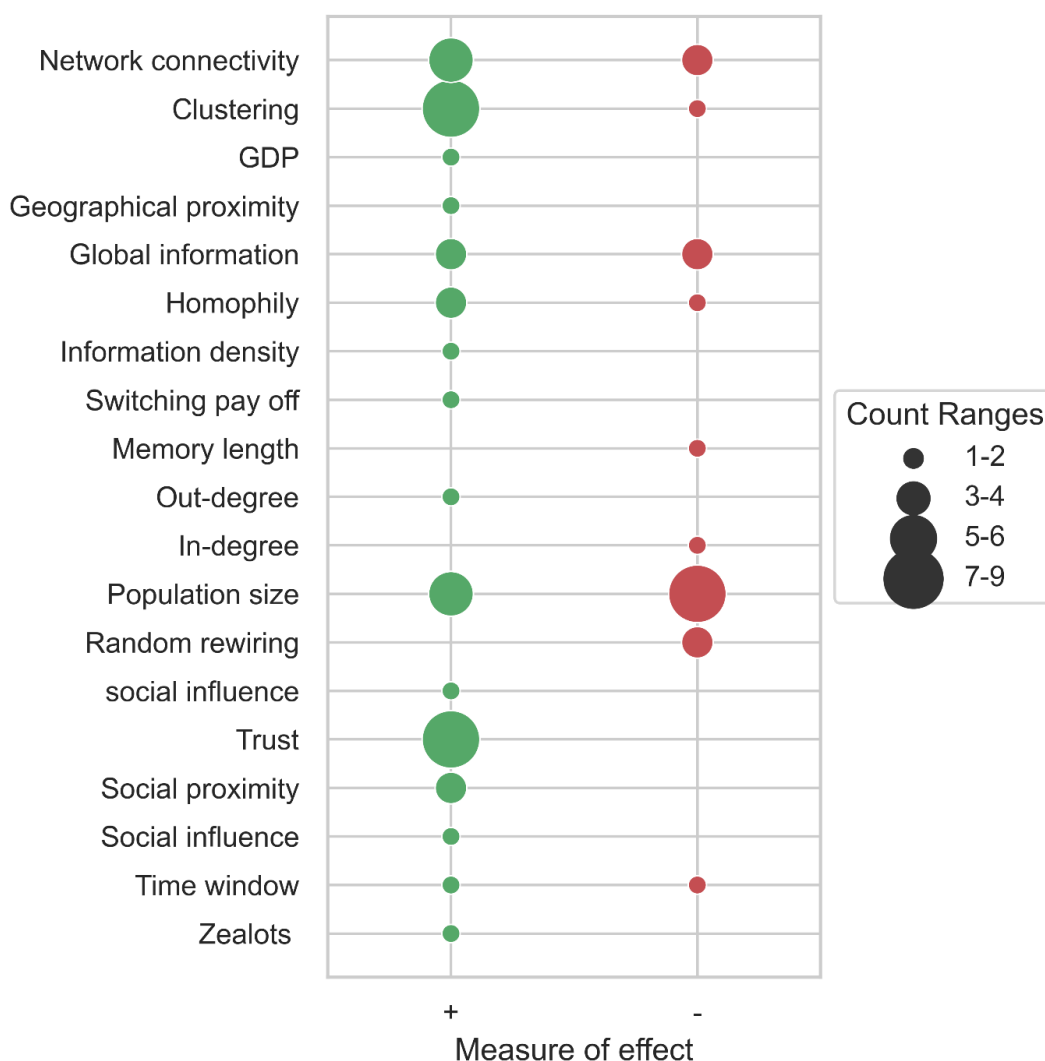 Network connectivity
Clustering
GDP
Geographical proximity
Global information
Homophily
Information density
Switching pay off
Memory length
Out-degree
In-degree
Population size
Random rewiring
social influence
Trust
Social proximity
Social influence
Time window
Zealots
Count Ranges
1-2
3-4
5-6
7-9
+ -
Measure of effect